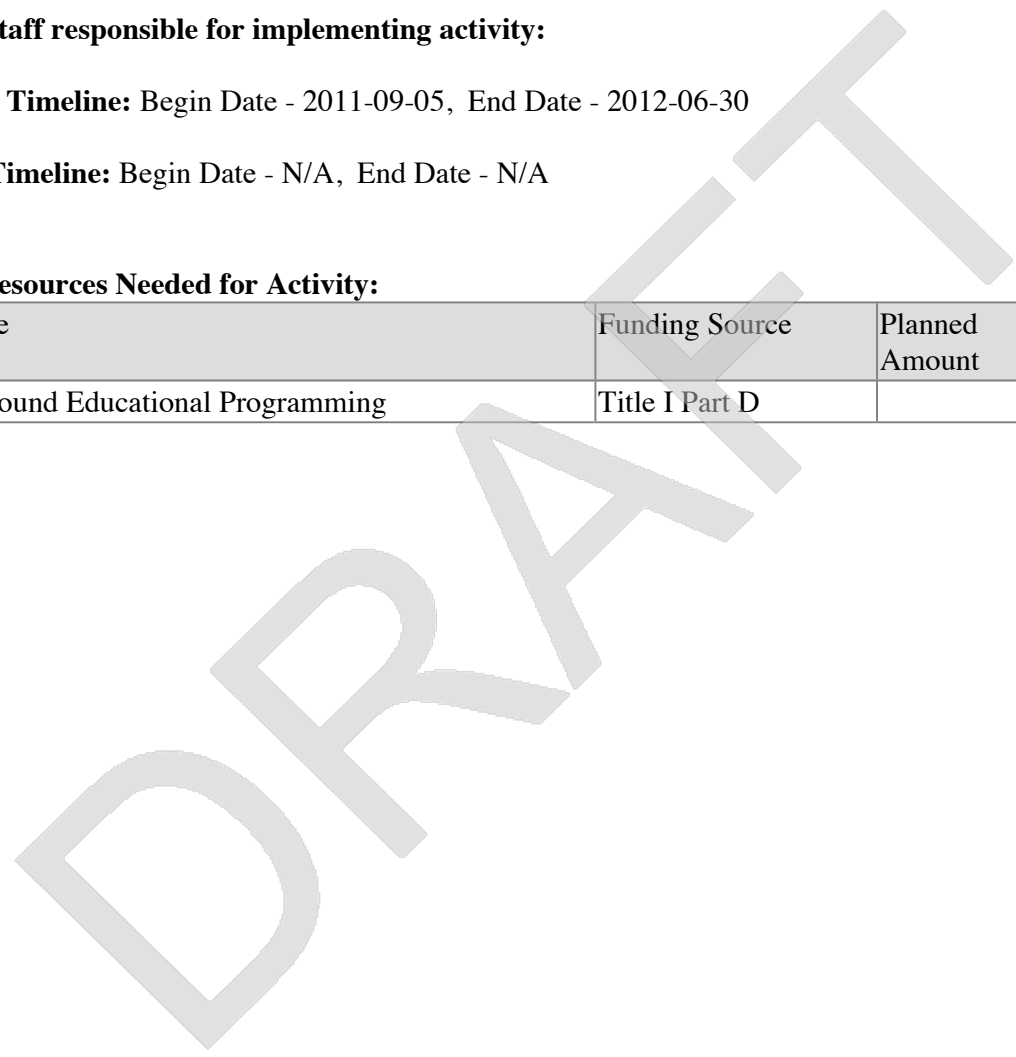 taff responsible for implementing activity:
Timeline: Begin Date - 2011-09-05, End Date - 2012-06-30
Timeline: Begin Date - N/A, End Date - N/A
esources Needed for Activity:
e Funding Source Planned
Amount
ound Educational Programming Title I Part D
DRAFT